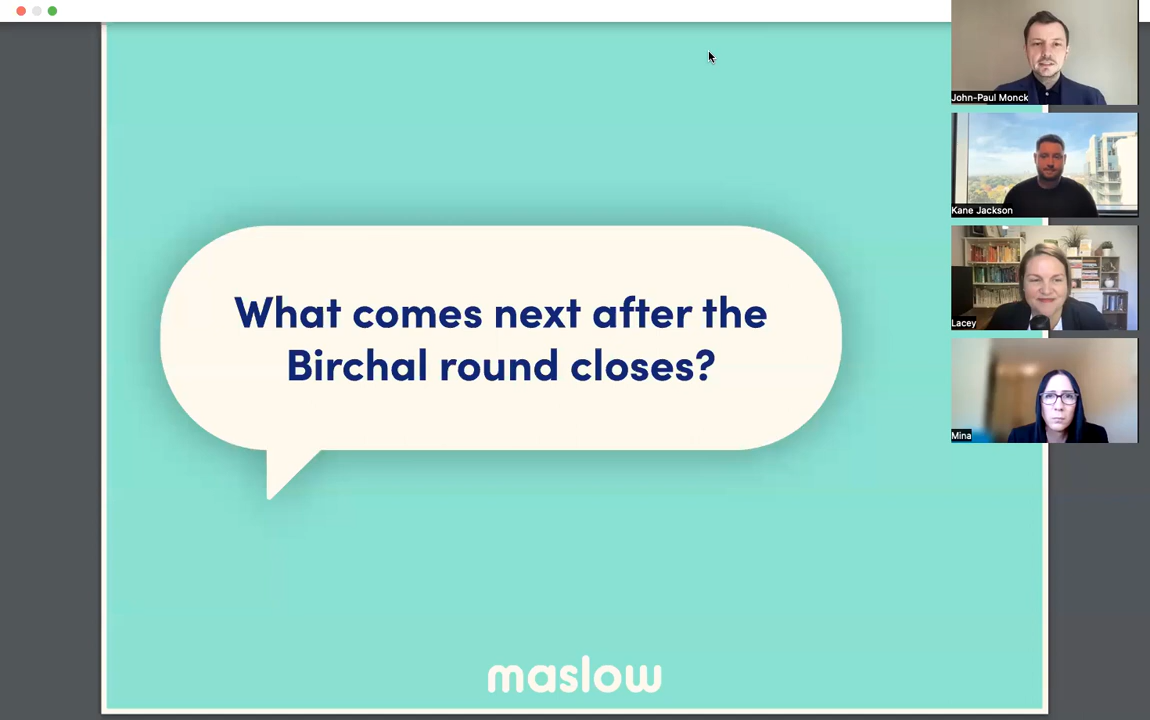 What comes next after the
Birchal round closes?
maslow
John-Paul Monck
Kane Jackson
Lacey
Mina